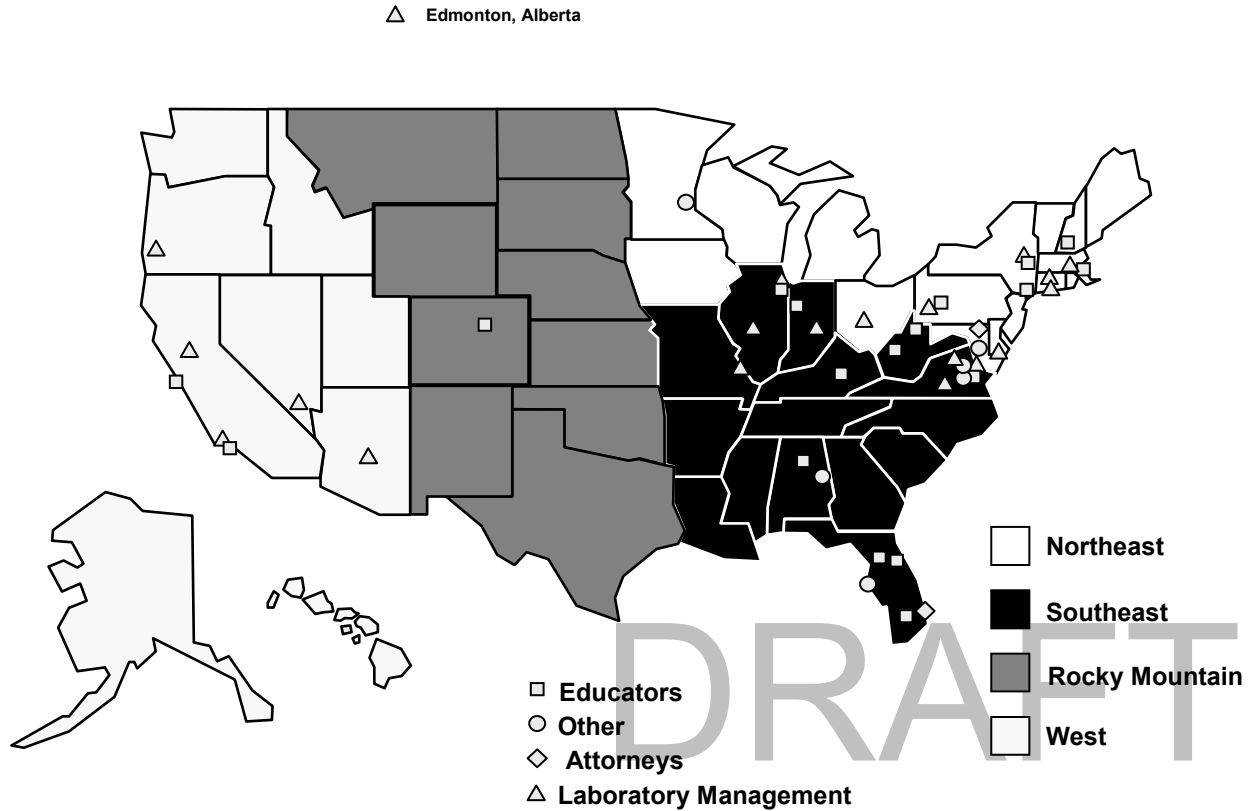 Edmonton, Alberta
Northeast
Southeast
Rocky Mountain
West
DRAFT
Educators
Other
Attorneys
Laboratory Management